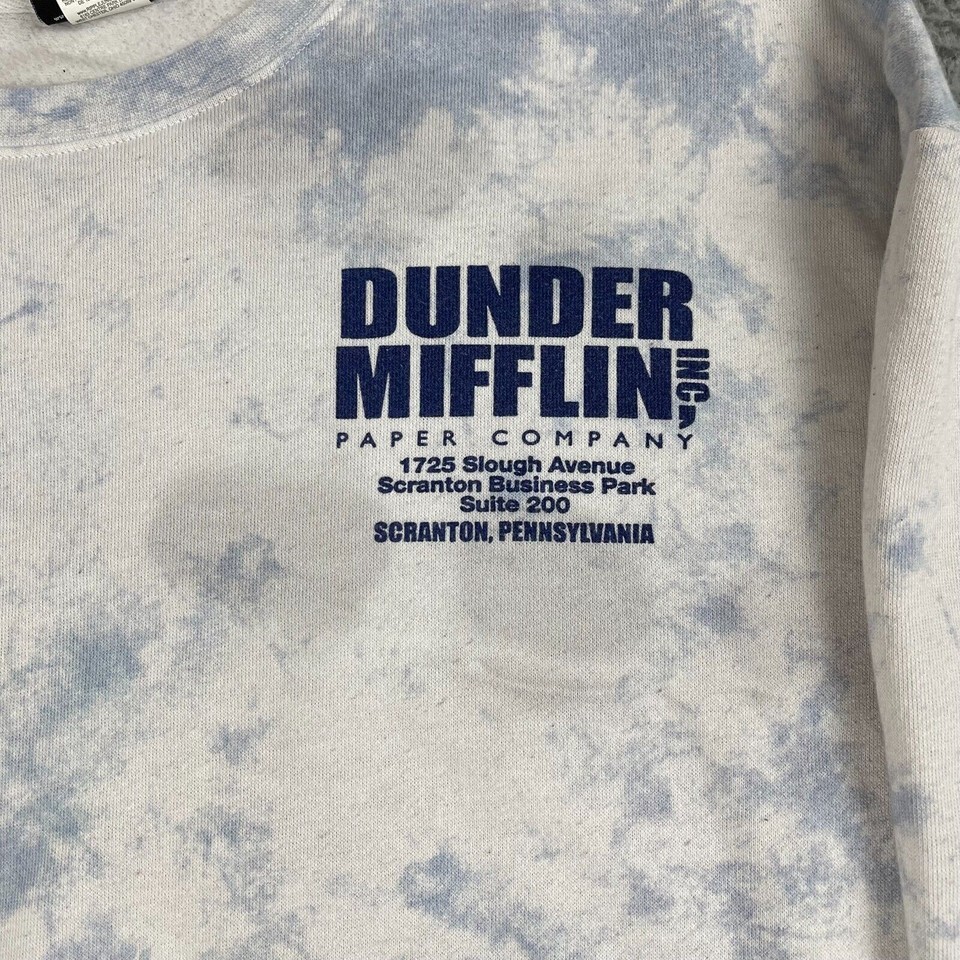 DUNDER
MIFFLIN, INC
PAPER COMPANY
1725 Slough Avenue
Scranton Business Park
Suite 200
SCRANTON, PENNSYLVANIA